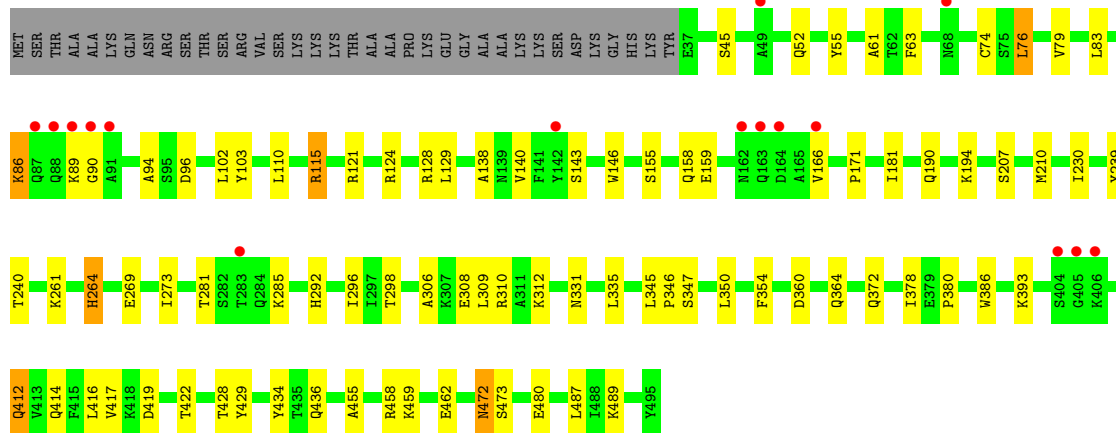 MET SER THR ALA ALA LYS GLN ASN ARG SER THR SER ARG VAL SER LYS LYS LYS THR ALA ALA PRO LYS GLU GLY ALA ALA LYS LYS SER ASP LYS GLY HIS LYS TYR E37 S45 A49 Q52 Y55 A61 T62 F63 N68 C74 S75 L76 V79 L83
K86 Q87 Q88 K89 G90 A91 A94 S95 D96 L102 Y103 L110 R115 R121 R124 R128 L129 A138 N139 V140 F141 Y142 S143 W146 S155 Q158 E159 N162 Q163 D164 A165 V166 P171 I181 Q190 K194 S207 M210 I230 Y239
T240 K261 H264 E269 I273 T281 S282 T283 Q284 K285 H292 I296 I297 T298 A306 K307 E308 L309 R310 A311 K312 N331 L335 L345 P346 S347 L350 F354 D360 Q364 Q372 I378 E379 P380 W386 K393 S404 G405 K406
Q412 V413 Q414 F415 L416 V417 K418 D419 T422 T428 Y429 Y434 T435 Q436 A455 R458 K459 E462 N472 S473 E480 L487 I488 K489 Y495